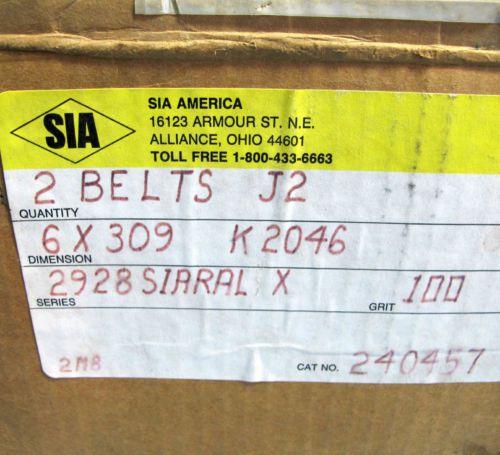 SIA
SIA AMERICA
16123 ARMOUR ST. N.E.
ALLIANCE, OHIO 44601
TOLL FREE 1-800-433-6663
2 BELTS J2
QUANTITY
6 X 309 K2046
DIMENSION
2928 SIARAL X 100
SERIES GRIT
2M8 CAT NO. 240457